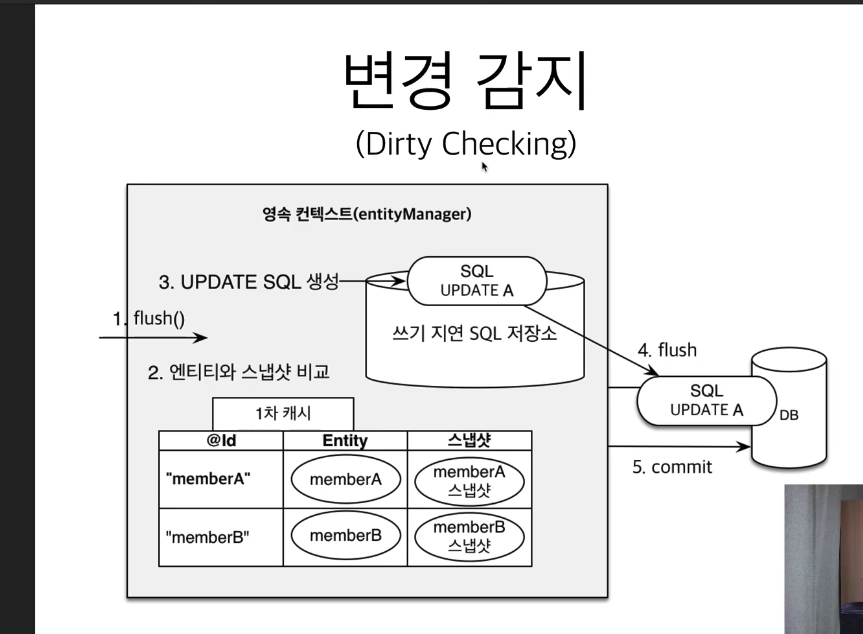 변경 감지
(Dirty Checking)
영속 컨텍스트(entityManager)
3. UPDATE SQL 생성
SQL
UPDATE A
1. flush()
쓰기 지연 SQL 저장소
2. 엔티티와 스냅샷 비교
4. flush
SQL
UPDATE A
DB
5. commit
1차 캐시
@Id Entity 스냅샷
"memberA" memberA memberA
스냅샷
"memberB" memberB memberB
스냅샷